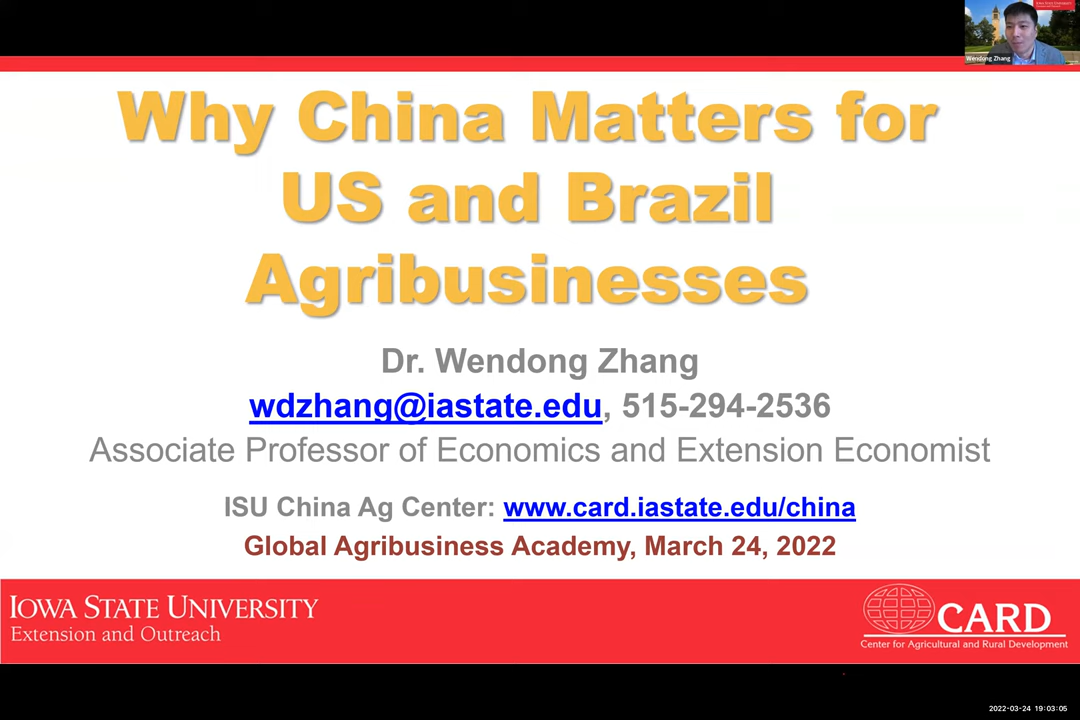 Wendong Zhang
Why China Matters for
US and Brazil
Agribusinesses
Dr. Wendong Zhang
wdzhang@iastate.edu, 515-294-2536
Associate Professor of Economics and Extension Economist
ISU China Ag Center: www.card.iastate.edu/china
Global Agribusiness Academy, March 24, 2022
IOWA STATE UNIVERSITY
Extension and Outreach
CARD
Center for Agricultural and Rural Development
2022-03-24 19:03:05